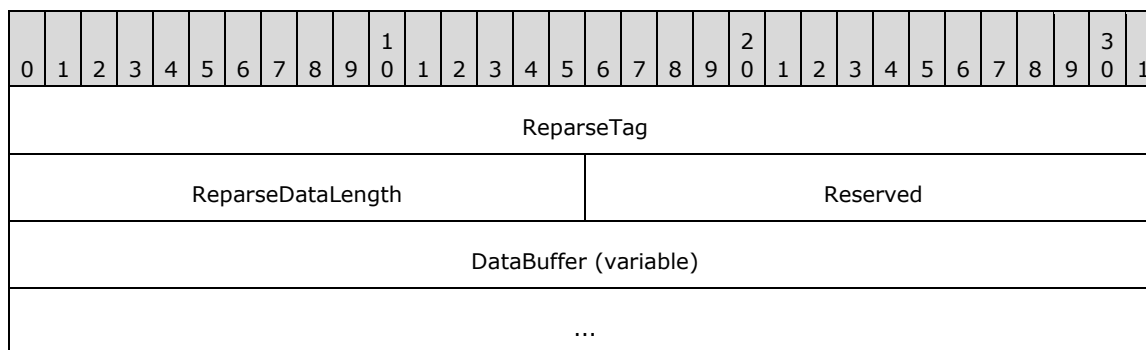 1 2 3
0 1 2 3 4 5 6 7 8 9 0 1 2 3 4 5 6 7 8 9 0 1 2 3 4 5 6 7 8 9 0 1
ReparseTag
ReparseDataLength Reserved
DataBuffer (variable)
...